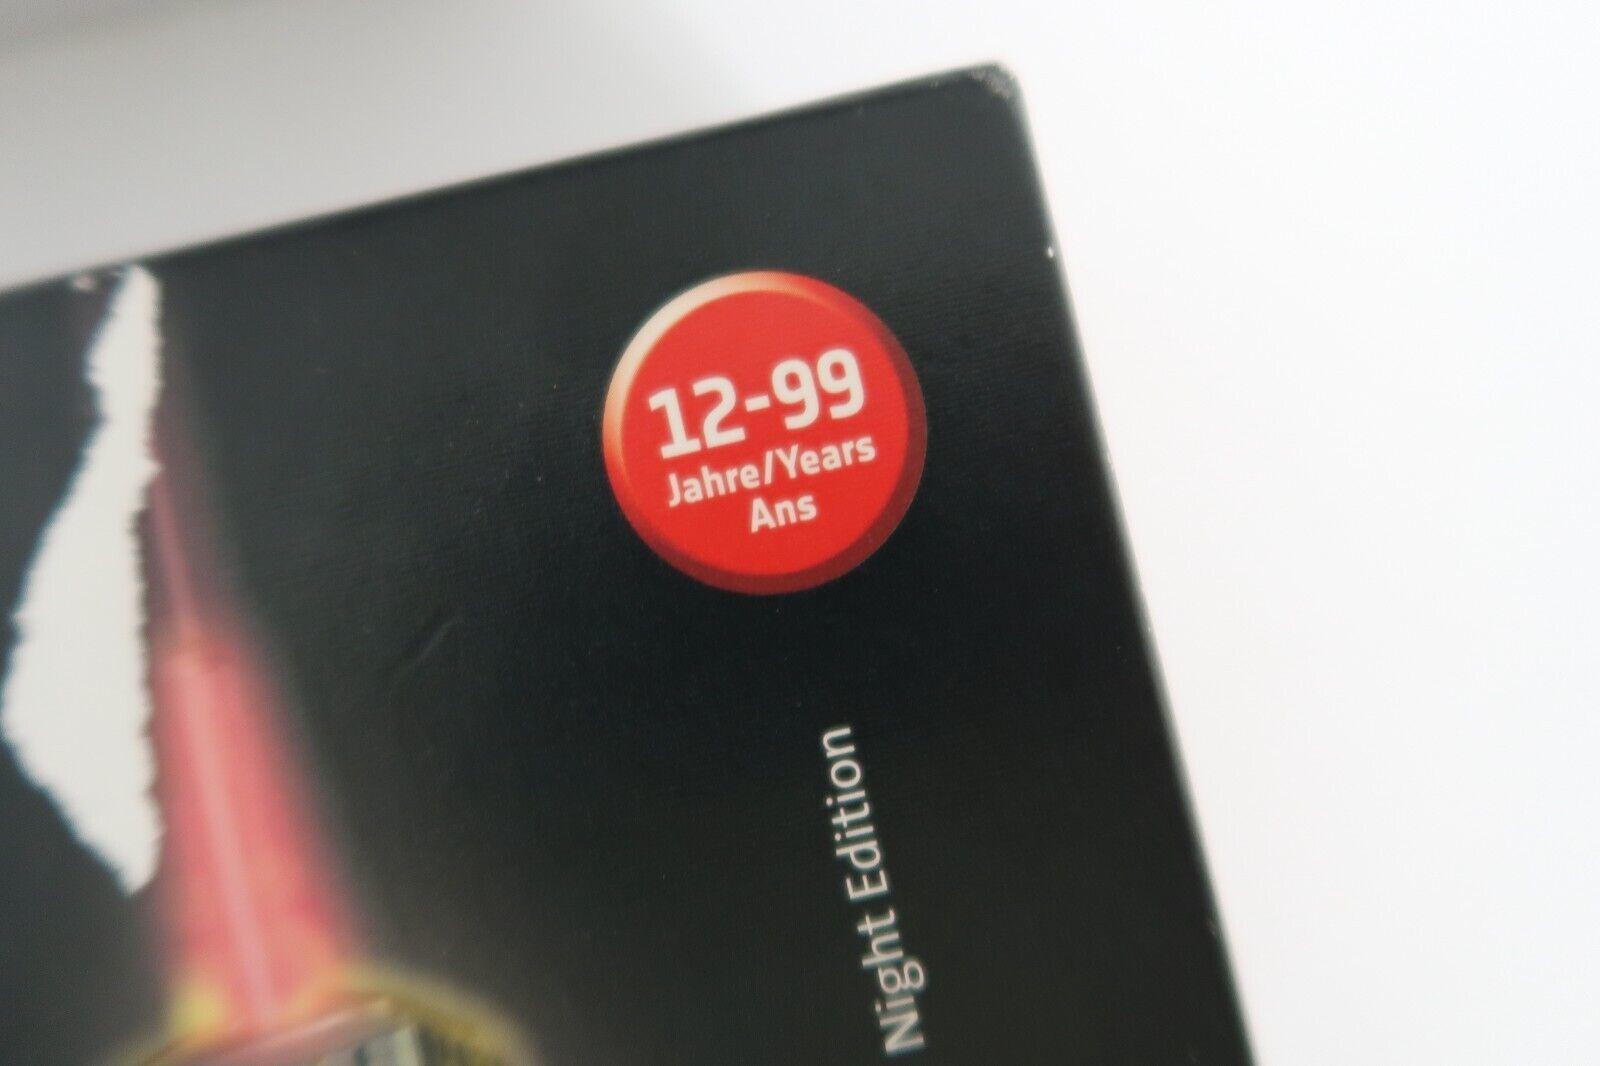 12-99
Jahre/Years
Ans
Night Edition